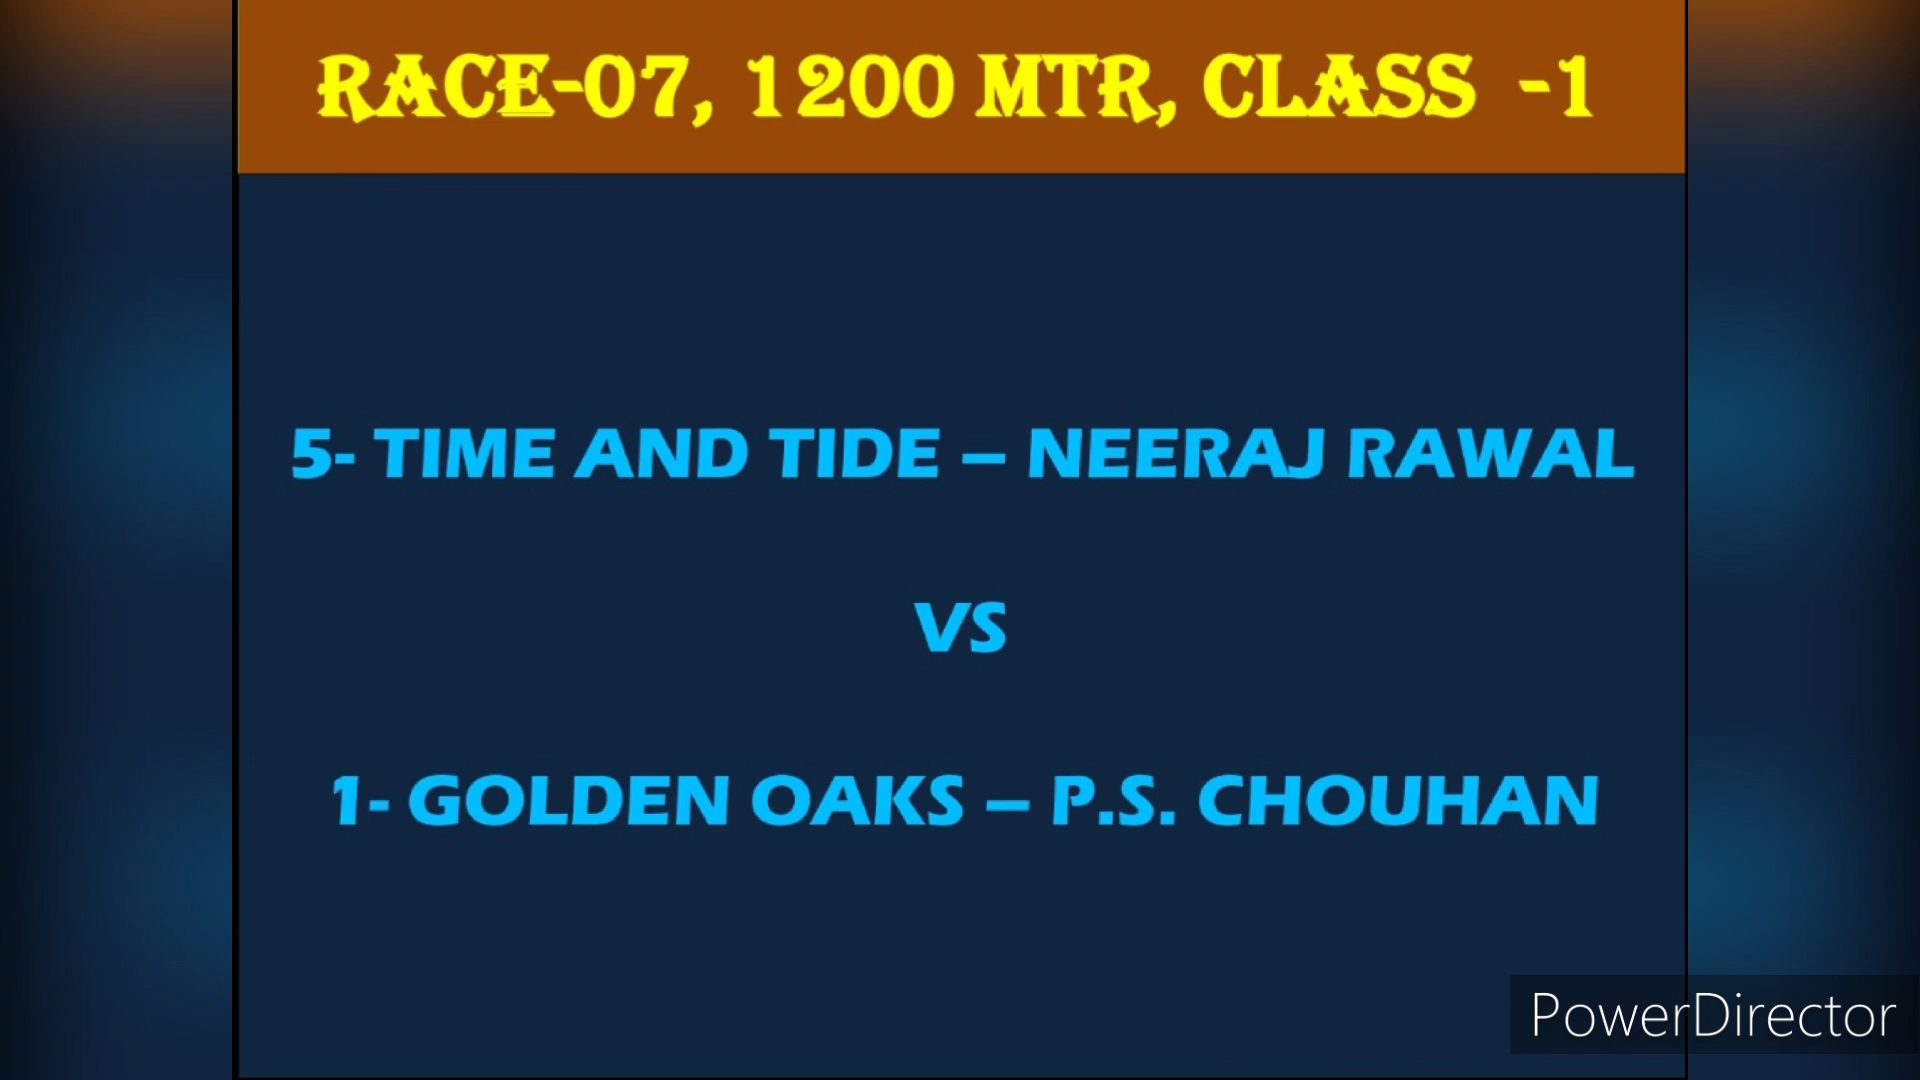 RACE-07, 1200 MTR, CLASS -1
5- TIME AND TIDE – NEERAJ RAWAL
VS
1- GOLDEN OAKS – P.S. CHOUHAN
PowerDirector